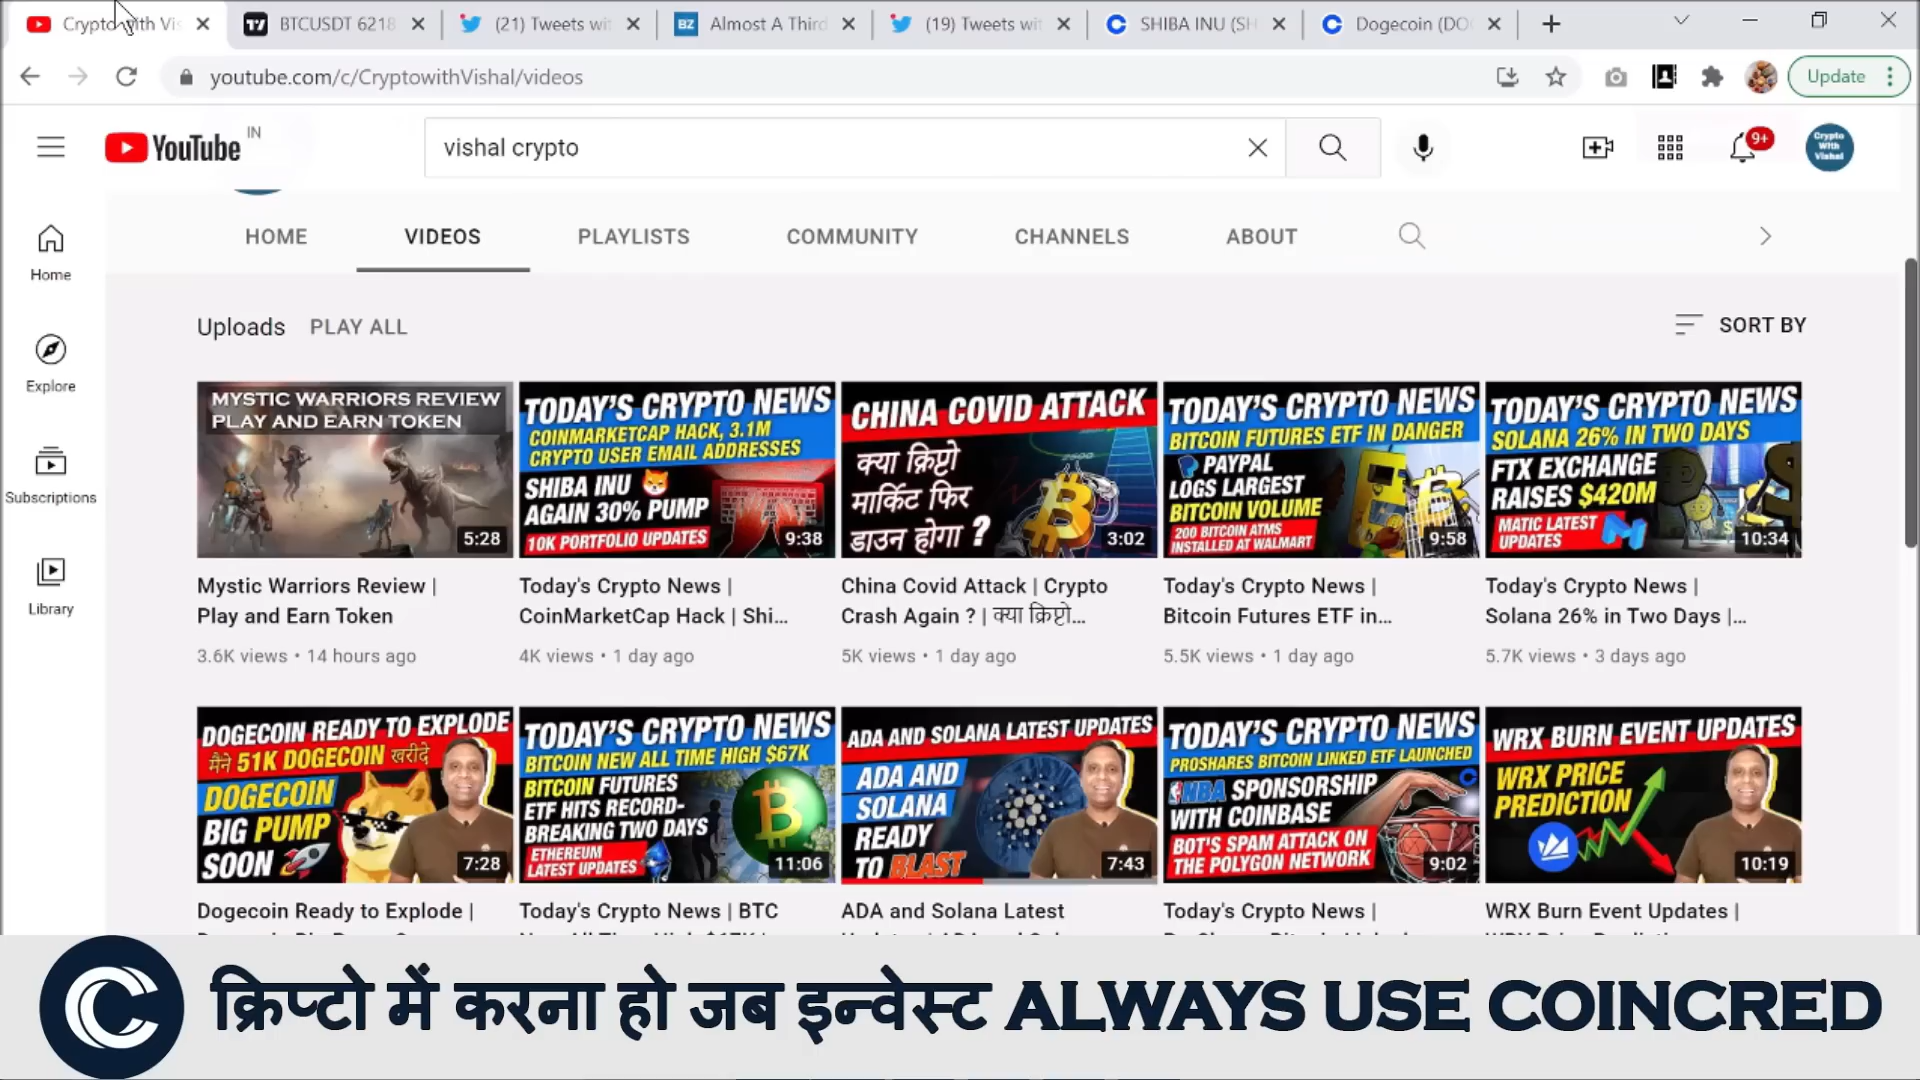 Crypto with Vis
BTCUSDT 6218
(21) Tweets wit
Almost A Third
(19) Tweets wit
SHIBA INU (SH
Dogecoin (DO
youtube.com/c/CryptowithVishal/videos
Update
YouTube IN
vishal crypto
9+
Crypto
With
Vishal
HOME VIDEOS PLAYLISTS COMMUNITY CHANNELS ABOUT
Home
Explore
Subscriptions
Library
Uploads PLAY ALL
SORT BY
MYSTIC WARRIORS REVIEW
PLAY AND EARN TOKEN
5:28
Mystic Warriors Review |
Play and Earn Token
3.6K views • 14 hours ago
TODAY'S CRYPTO NEWS
COINMARKETCAP HACK, 3.1M
CRYPTO USER EMAIL ADDRESSES
SHIBA INU
AGAIN 30% PUMP
10K PORTFOLIO UPDATES
9:38
Today's Crypto News |
CoinMarketCap Hack | Shi...
4K views • 1 day ago
CHINA COVID ATTACK
क्या क्रिप्टो
मार्किट फिर
डाउन होगा ?
3:02
China Covid Attack | Crypto
Crash Again ? | क्या क्रिप्टो...
5K views • 1 day ago
TODAY'S CRYPTO NEWS
BITCOIN FUTURES ETF IN DANGER
PAYPAL
LOGS LARGEST
BITCOIN VOLUME
200 BITCOIN ATMS
INSTALLED AT WALMART
9:58
Today's Crypto News |
Bitcoin Futures ETF in...
5.5K views • 1 day ago
TODAY'S CRYPTO NEWS
SOLANA 26% IN TWO DAYS
FTX EXCHANGE
RAISES $420M
MATIC LATEST
UPDATES
10:34
Today's Crypto News |
Solana 26% in Two Days |...
5.7K views • 3 days ago
DOGECOIN READY TO EXPLODE
मैंने 51K DOGECOIN खरीदे
DOGECOIN
BIG PUMP
SOON
7:28
Dogecoin Ready to Explode |
TODAY'S CRYPTO NEWS
BITCOIN NEW ALL TIME HIGH $67K
BITCOIN FUTURES
ETF HITS RECORD-
BREAKING TWO DAYS
ETHEREUM
LATEST UPDATES
11:06
Today's Crypto News | BTC
ADA AND SOLANA LATEST UPDATES
ADA AND
SOLANA
READY
TO BLAST
7:43
ADA and Solana Latest
TODAY'S CRYPTO NEWS
PROSHARES BITCOIN LINKED ETF LAUNCHED
NBA SPONSORSHIP
WITH COINBASE
BOT'S SPAM ATTACK ON
THE POLYGON NETWORK
9:02
Today's Crypto News |
WRX BURN EVENT UPDATES
WRX PRICE
PREDICTION
10:19
WRX Burn Event Updates |
क्रिप्टो में करना हो जब इन्वेस्ट ALWAYS USE COINCRED